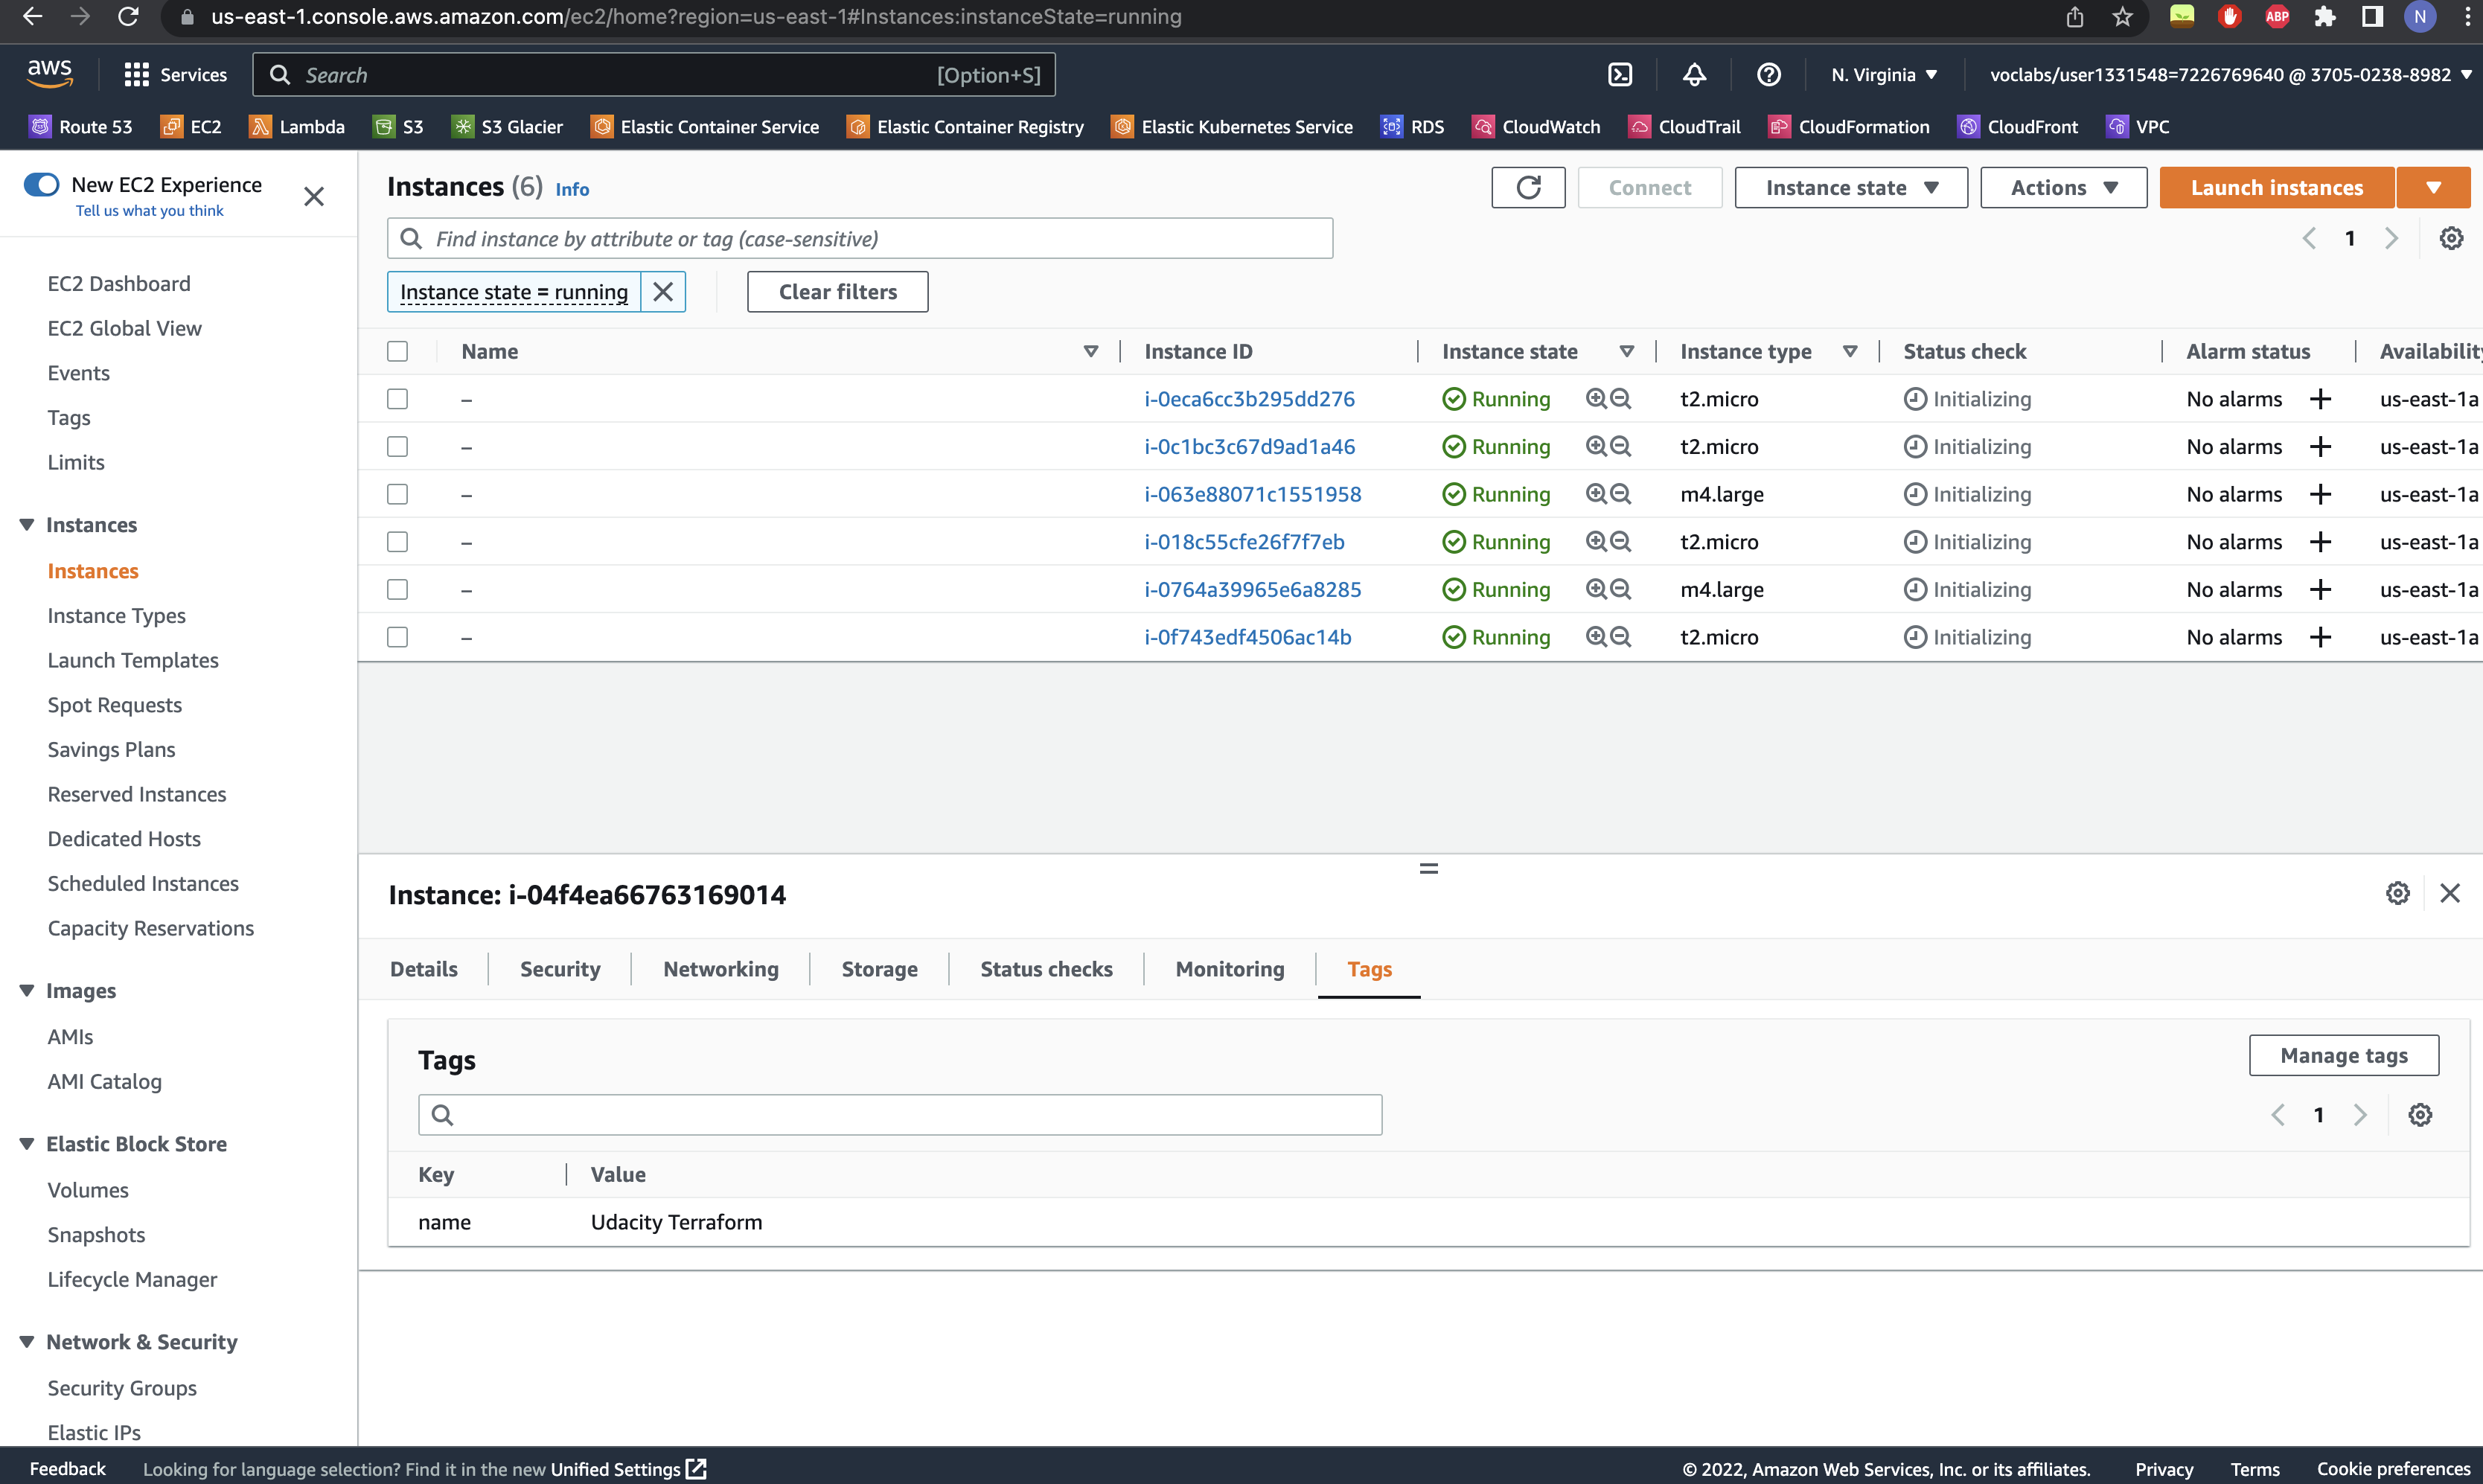 us-east-1.console.aws.amazon.com/ec2/home?region=us-east-1#Instances:instanceState=running
ABP
N
aws
Services
Search
[Option+S]
N. Virginia
voclabs/user1331548=7226769640 @ 3705-0238-8982
Route 53 EC2 Lambda S3 S3 Glacier Elastic Container Service Elastic Container Registry Elastic Kubernetes Service RDS CloudWatch CloudTrail CloudFormation CloudFront VPC
New EC2 Experience
Tell us what you think
EC2 Dashboard
EC2 Global View
Events
Tags
Limits
Instances
Instances
Instance Types
Launch Templates
Spot Requests
Savings Plans
Reserved Instances
Dedicated Hosts
Scheduled Instances
Capacity Reservations
Images
AMIs
AMI Catalog
Elastic Block Store
Volumes
Snapshots
Lifecycle Manager
Network & Security
Security Groups
Elastic IPs
Instances (6) Info
Connect
Instance state
Actions
Launch instances
Find instance by attribute or tag (case-sensitive)
1
Instance state = running
Clear filters
Name Instance ID Instance state Instance type Status check Alarm status Availability
– i-0eca6cc3b295dd276 Running t2.micro Initializing No alarms + us-east-1a
– i-0c1bc3c67d9ad1a46 Running t2.micro Initializing No alarms + us-east-1a
– i-063e88071c1551958 Running m4.large Initializing No alarms + us-east-1a
– i-018c55cfe26f7f7eb Running t2.micro Initializing No alarms + us-east-1a
– i-0764a39965e6a8285 Running m4.large Initializing No alarms + us-east-1a
– i-0f743edf4506ac14b Running t2.micro Initializing No alarms + us-east-1a
Instance: i-04f4ea66763169014
Details Security Networking Storage Status checks Monitoring Tags
Tags
Manage tags
1
Key Value
name Udacity Terraform
Feedback Looking for language selection? Find it in the new Unified Settings
© 2022, Amazon Web Services, Inc. or its affiliates. Privacy Terms Cookie preferences